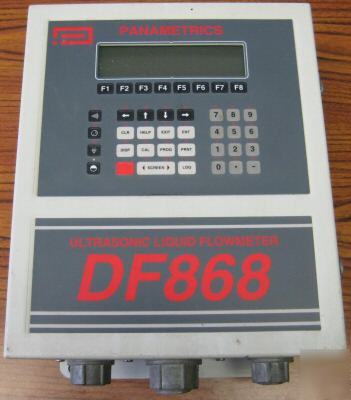 PANAMETRICS
F1 F2 F3 F4 F5 F6 F7 F8
7 8 9
CLR HELP EXIT ENT 4 5 6
DISP CAL PROG PRNT 1 2 3
SCREEN LOG 0 • -
ULTRASONIC LIQUID FLOWMETER
DF868